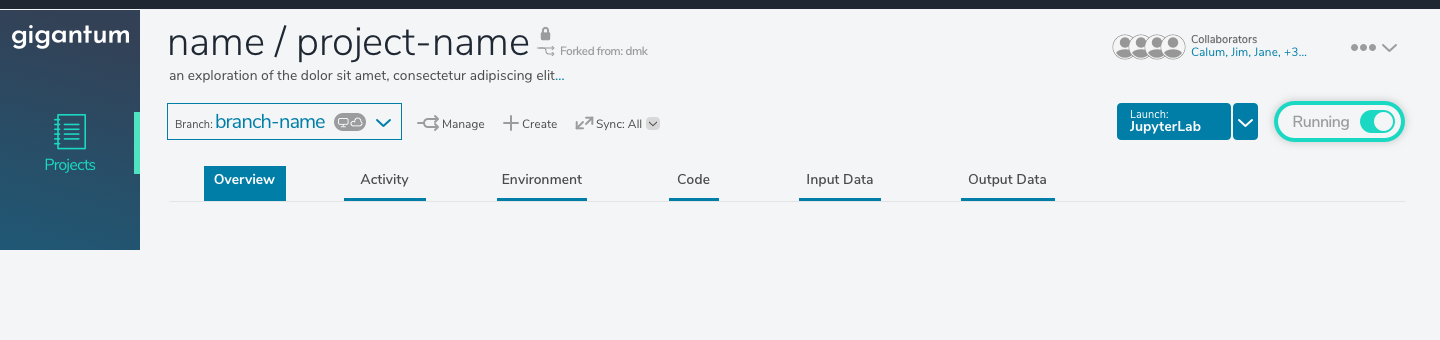 gigantum
name / project-name
Forked from: dmk
an exploration of the dolor sit amet, consectetur adipiscing elit...
Collaborators
Calum, Jim, Jane, +3...
Branch: branch-name
Manage
Create
Sync: All
Launch:
JupyterLab
Running
Projects
Overview
Activity
Environment
Code
Input Data
Output Data